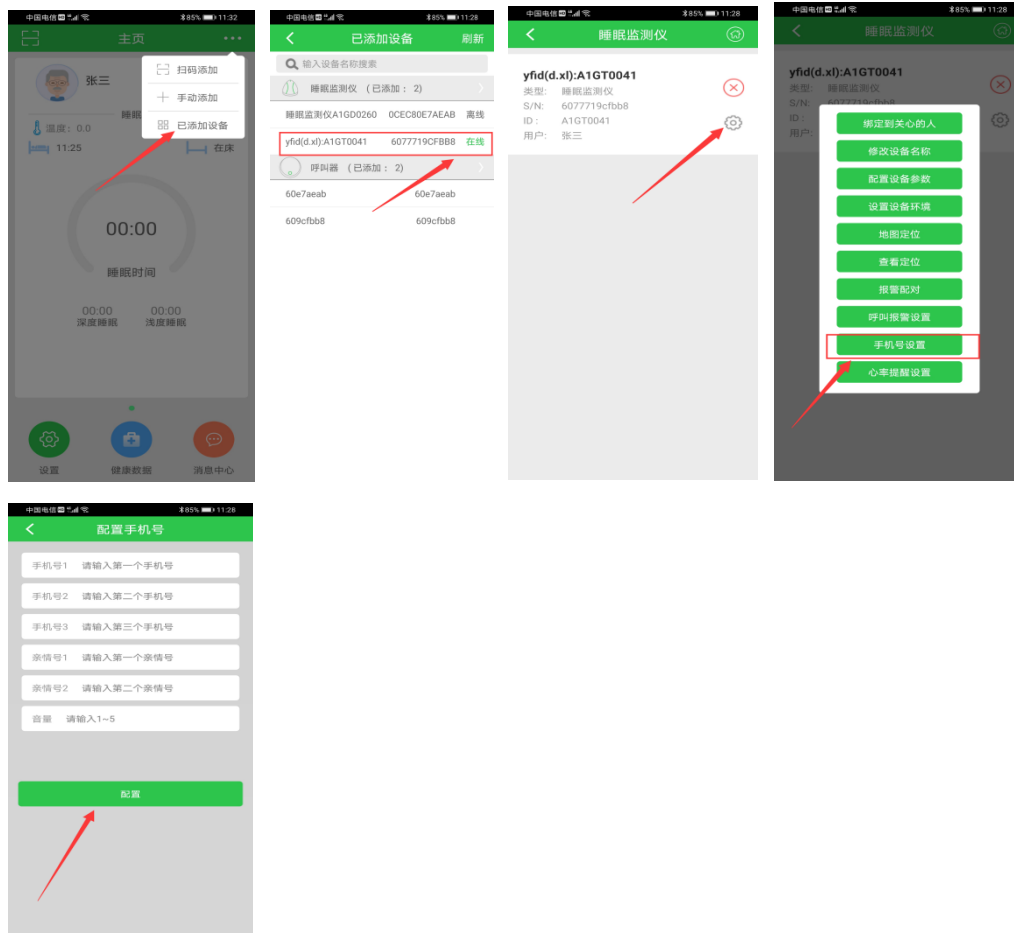 中国电信 85% 11:32
主页
张三
扫码添加
手动添加
已添加设备
睡眠
温度: 0.0
11:25
在床
00:00
睡眠时间
00:00 00:00
深度睡眠 浅度睡眠
设置 健康数据 消息中心
中国电信 85% 11:28
已添加设备 刷新
输入设备名称搜索
睡眠监测仪 (已添加: 2)
睡眠监测仪A1GD0260 0CEC80E7AEAB 离线
yfid(d.xl):A1GT0041 6077719CFBB8 在线
呼叫器 (已添加: 2)
60e7aeab 60e7aeab
609cfbb8 609cfbb8
中国电信 85% 11:28
睡眠监测仪
yfid(d.xl):A1GT0041
类型: 睡眠监测仪
S/N: 6077719cfbb8
ID: A1GT0041
用户: 张三
中国电信 85% 11:28
睡眠监测仪
yfid(d.xl):A1GT0041
类型: 睡眠监测仪
S/N: 6077719cfbb8
ID:
用户:
绑定到关心的人
修改设备名称
配置设备参数
设置设备环境
地图定位
查看定位
报警配对
呼叫报警设置
手机号设置
心率提醒设置
中国电信 85% 11:28
配置手机号
手机号1 请输入第一个手机号
手机号2 请输入第二个手机号
手机号3 请输入第三个手机号
亲情号1 请输入第一个亲情号
亲情号2 请输入第二个亲情号
音量 请输入1~5
配置